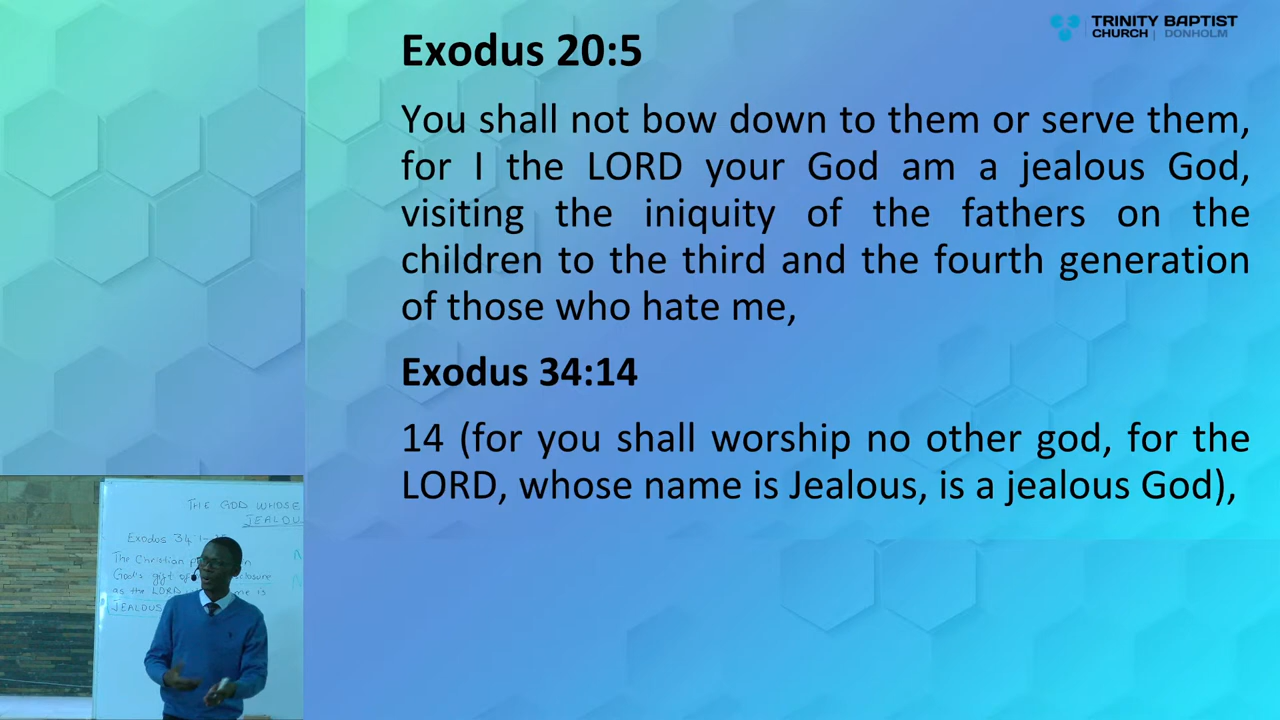 TRINITY BAPTIST
CHURCH | DONHOLM
Exodus 20:5
You shall not bow down to them or serve them,
for I the LORD your God am a jealous God,
visiting the iniquity of the fathers on the
children to the third and the fourth generation
of those who hate me,
Exodus 34:14
14 (for you shall worship no other god, for the
LORD, whose name is Jealous, is a jealous God),
THE GOD WHOSE
JEALOU
Exodus 34:1-
The Christian
God's gift of
as the LORD
JEALOUS